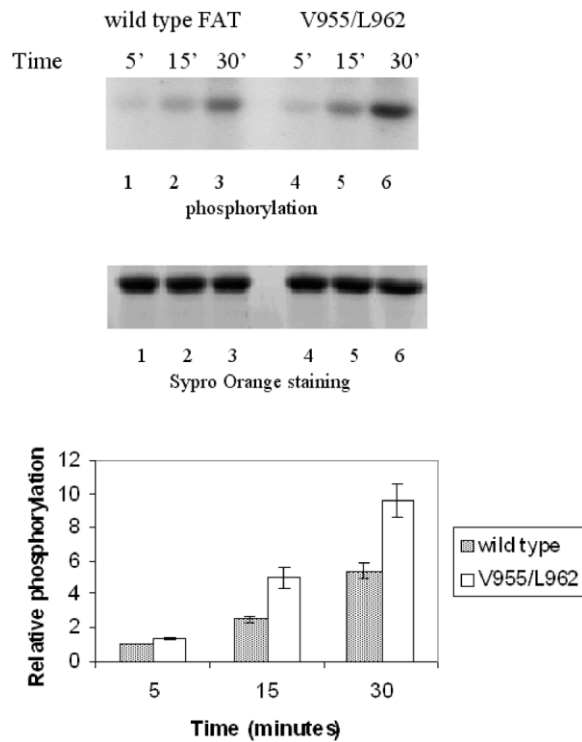 wild type FAT V955/L962
Time 5’ 15’ 30’ 5’ 15’ 30’
1 2 3 4 5 6
phosphorylation
1 2 3 4 5 6
Sypro Orange staining
12
10
8
6
4
2
0
Relative phosphorylation
wild type
V955/L962
5 15 30
Time (minutes)